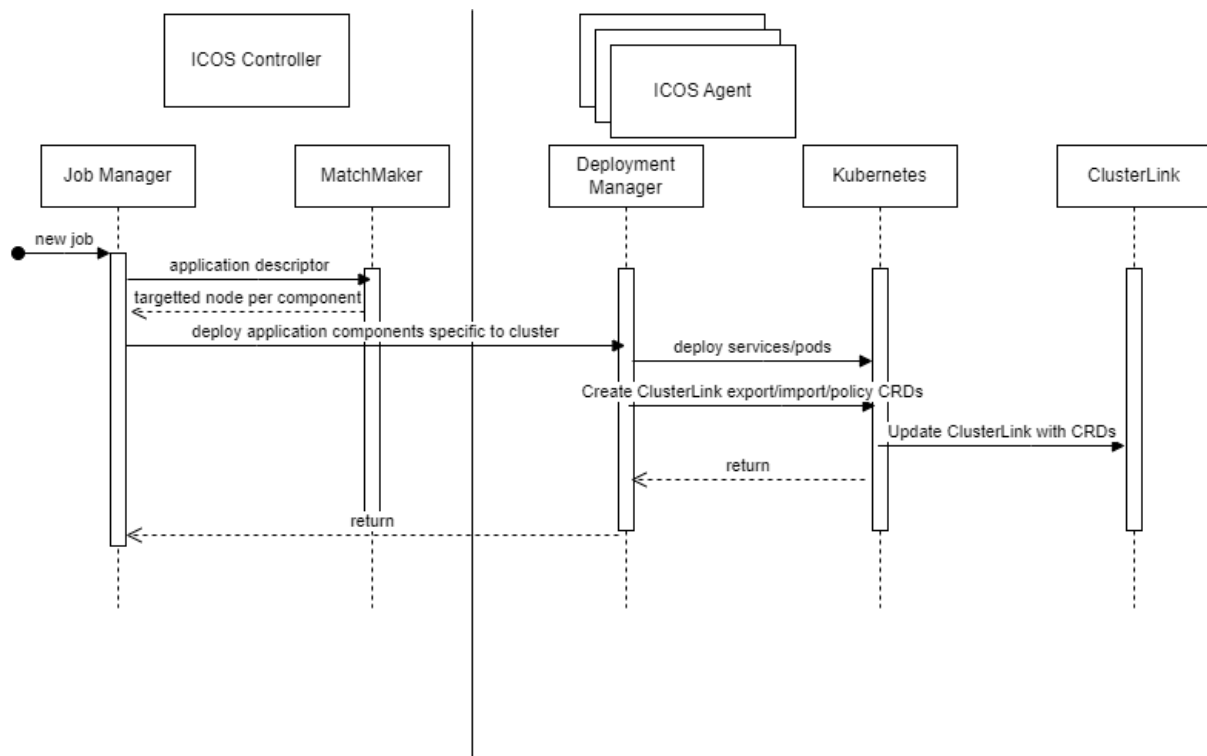 ICOS Controller
ICOS Agent
Job Manager
MatchMaker
Deployment
Manager
Kubernetes
ClusterLink
new job
application descriptor
targetted node per component
deploy application components specific to cluster
deploy services/pods
Create ClusterLink export/import/policy CRDs
Update ClusterLink with CRDs
return
return